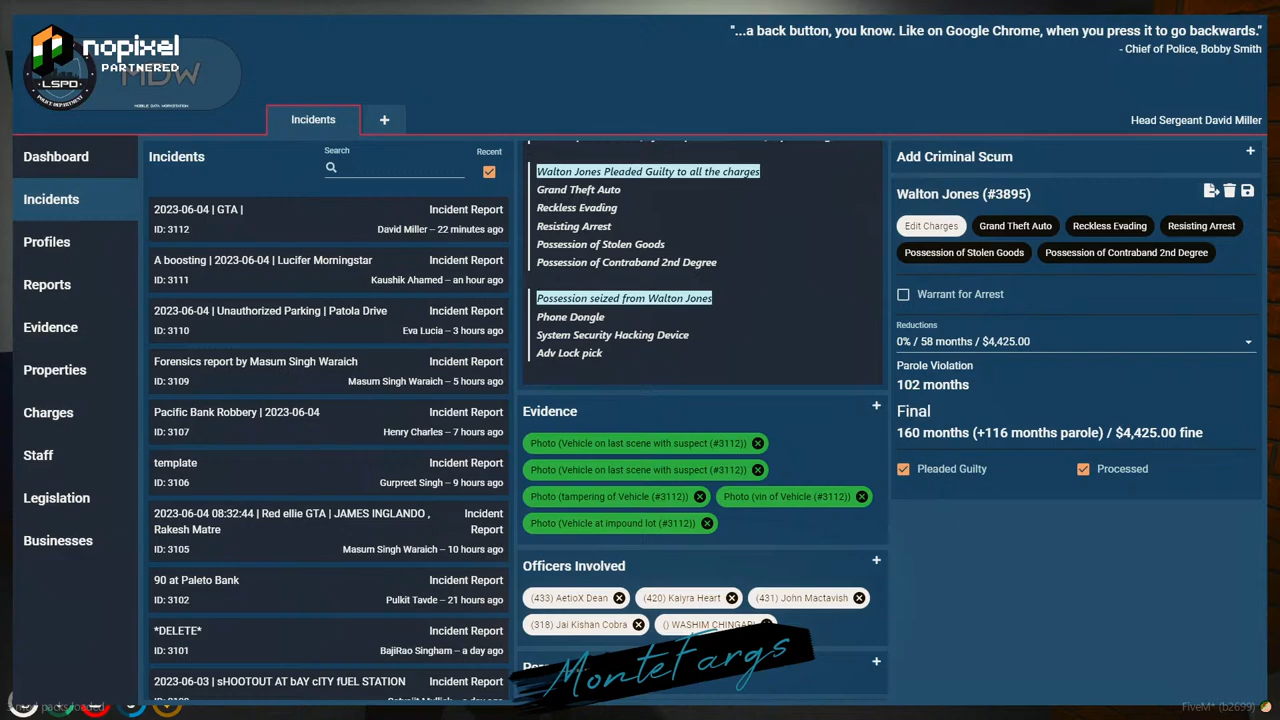 nopixel
PARTNERED
LSPD
POLICE DEPARTMENT
MDW
MOBILE DATA WORKSTATION
"...a back button, you know. Like on Google Chrome, when you press it to go backwards."
- Chief of Police, Bobby Smith
Incidents
+
Head Sergeant David Miller
Dashboard
Incidents
Profiles
Reports
Evidence
Properties
Charges
Staff
Legislation
Businesses
Incidents
Search
Recent
2023-06-04 | GTA |
Incident Report
ID: 3112
David Miller – 22 minutes ago
A boosting | 2023-06-04 | Lucifer Morningstar
Incident Report
ID: 3111
Kaushik Ahamed – an hour ago
2023-06-04 | Unauthorized Parking | Patola Drive
Incident Report
ID: 3110
Eva Lucia – 3 hours ago
Forensics report by Masum Singh Waraich
Incident Report
ID: 3109
Masum Singh Waraich – 5 hours ago
Pacific Bank Robbery | 2023-06-04
Incident Report
ID: 3107
Henry Charles – 7 hours ago
template
Incident Report
ID: 3106
Gurpreet Singh – 9 hours ago
2023-06-04 08:32:44 | Red ellie GTA | JAMES INGLANDO ,
Rakesh Matre
Incident
Report
ID: 3105
Masum Singh Waraich – 10 hours ago
90 at Paleto Bank
Incident Report
ID: 3102
Pulkit Tavde – 21 hours ago
*DELETE*
Incident Report
ID: 3101
BajiRao Singham – a day ago
2023-06-03 | sHOOTOUT AT bAY cITY fUEL STATION
Incident Report
Walton Jones Pleaded Guilty to all the charges
Grand Theft Auto
Reckless Evading
Resisting Arrest
Possession of Stolen Goods
Possession of Contraband 2nd Degree
Possession seized from Walton Jones
Phone Dongle
System Security Hacking Device
Adv Lock pick
Evidence
+
Photo (Vehicle on last scene with suspect (#3112))
Photo (Vehicle on last scene with suspect (#3112))
Photo (tampering of Vehicle (#3112))
Photo (vin of Vehicle (#3112))
Photo (Vehicle at impound lot (#3112))
Officers Involved
+
(433) AetioX Dean
(420) Kaiyra Heart
(431) John Mactavish
(318) Jai Kishan Cobra
() WASHIM CHINGARI
+
MonteFargs
Add Criminal Scum
+
Walton Jones (#3895)
Edit Charges
Grand Theft Auto
Reckless Evading
Resisting Arrest
Possession of Stolen Goods
Possession of Contraband 2nd Degree
Warrant for Arrest
Reductions
0% / 58 months / $4,425.00
Parole Violation
102 months
Final
160 months (+116 months parole) / $4,425.00 fine
Pleaded Guilty
Processed
packs loaded
FiveM* (b2699)